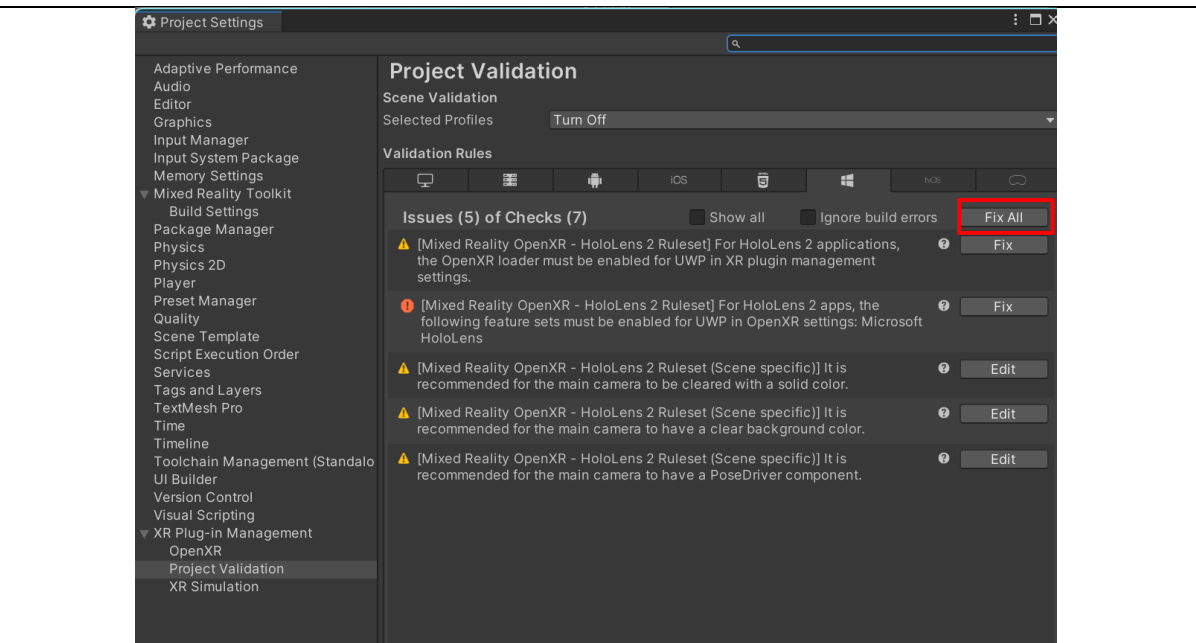 Project Settings
Adaptive Performance
Audio
Editor
Graphics
Input Manager
Input System Package
Memory Settings
Mixed Reality Toolkit
Build Settings
Package Manager
Physics
Physics 2D
Player
Preset Manager
Quality
Scene Template
Script Execution Order
Services
Tags and Layers
TextMesh Pro
Time
Timeline
Toolchain Management (Standalo
UI Builder
Version Control
Visual Scripting
XR Plug-in Management
OpenXR
Project Validation
XR Simulation
Project Validation
Scene Validation
Selected Profiles Turn Off
Validation Rules
iOS tvOS
Issues (5) of Checks (7) Show all Ignore build errors Fix All
[Mixed Reality OpenXR - HoloLens 2 Ruleset] For HoloLens 2 applications, Fix
the OpenXR loader must be enabled for UWP in XR plugin management
settings.
[Mixed Reality OpenXR - HoloLens 2 Ruleset] For HoloLens 2 apps, the Fix
following feature sets must be enabled for UWP in OpenXR settings: Microsoft
HoloLens
[Mixed Reality OpenXR - HoloLens 2 Ruleset (Scene specific)] It is Edit
recommended for the main camera to be cleared with a solid color.
[Mixed Reality OpenXR - HoloLens 2 Ruleset (Scene specific)] It is Edit
recommended for the main camera to have a clear background color.
[Mixed Reality OpenXR - HoloLens 2 Ruleset (Scene specific)] It is Edit
recommended for the main camera to have a PoseDriver component.